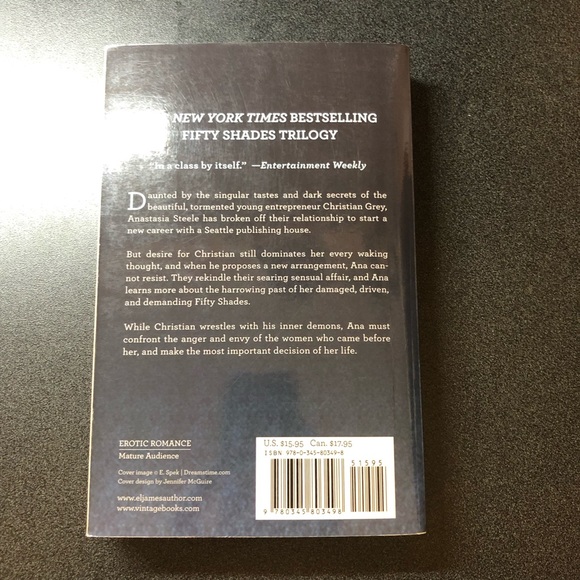 NEW YORK TIMES BESTSELLING
FIFTY SHADES TRILOGY
"In a class by itself." —Entertainment Weekly
Daunted by the singular tastes and dark secrets of the
beautiful, tormented young entrepreneur Christian Grey,
Anastasia Steele has broken off their relationship to start a
new career with a Seattle publishing house.
But desire for Christian still dominates her every waking
thought, and when he proposes a new arrangement, Ana can-
not resist. They rekindle their searing sensual affair, and Ana
learns more about the harrowing past of her damaged, driven,
and demanding Fifty Shades.
While Christian wrestles with his inner demons, Ana must
confront the anger and envy of the women who came before
her, and make the most important decision of her life.
EROTIC ROMANCE
Mature Audience
Cover image © E. Spek | Dreamstime.com
Cover design by Jennifer McGuire
www.eljamesauthor.com
www.vintagebooks.com
U.S. $15.95 Can. $17.95
ISBN 978-0-345-80349-8
51595
9 780345 803498